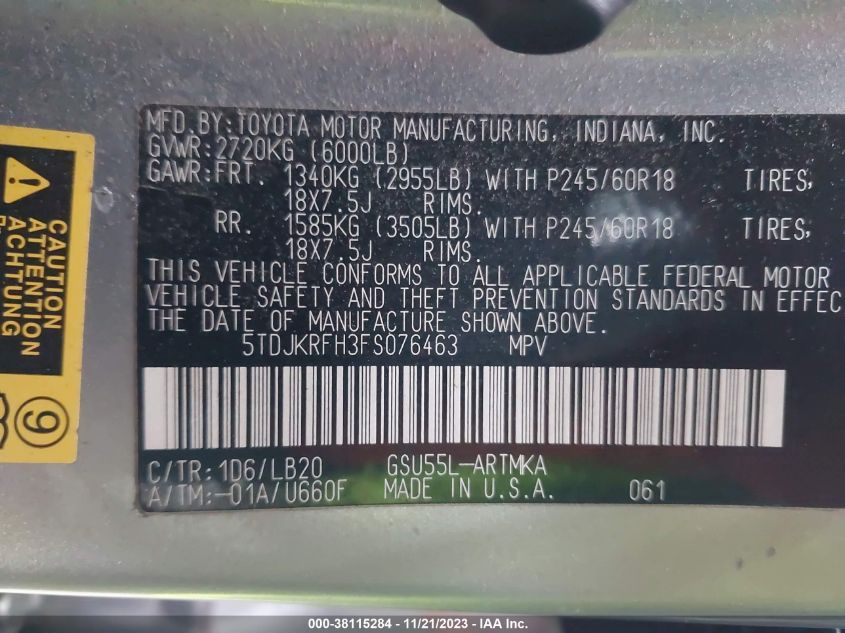 MFD.BY:TOYOTA MOTOR MANUFACTURING, INDIANA, INC.
GVWR:2720KG (6000LB)
GAWR:FRT. 1340KG (2955LB) WITH P245/60R18 TIRES,
18X7.5J RIMS.
RR. 1585KG (3505LB) WITH P245/60R18 TIRES,
18X7.5J RIMS.
THIS VEHICLE CONFORMS TO ALL APPLICABLE FEDERAL MOTOR
VEHICLE SAFETY AND THEFT PREVENTION STANDARDS IN EFFEC
THE DATE OF MANUFACTURE SHOWN ABOVE.
5TDJKRFH3FS076463 MPV
C/TR:1D6/LB20 GSU55L-ARTMKA
A/TM:-01A/U660F MADE IN U.S.A. 061
CAUTION
ATTENTION
ACHTUNG
9
000-38115284 - 11/21/2023 - IAA Inc.